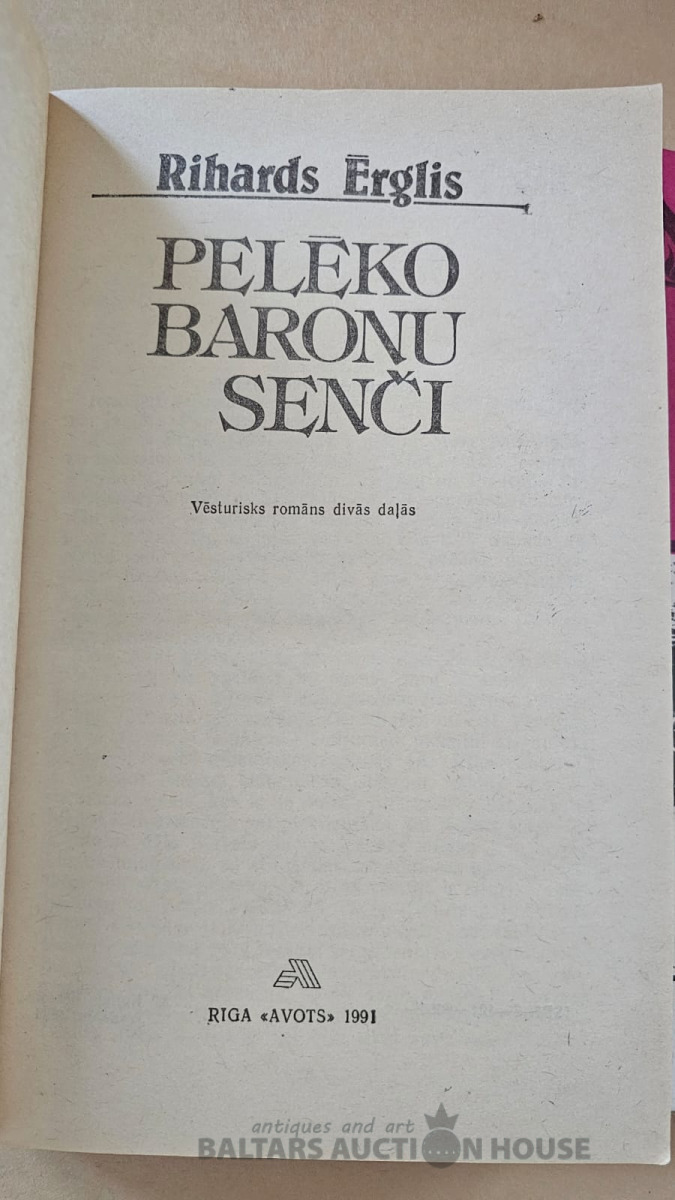 Rihards Ērglis
PELĒKO
BARONU
SENČI
Vēsturisks romāns divās daļās
RIGA «AVOTS» 1991
antiques and art
BALTARS AUCTION HOUSE